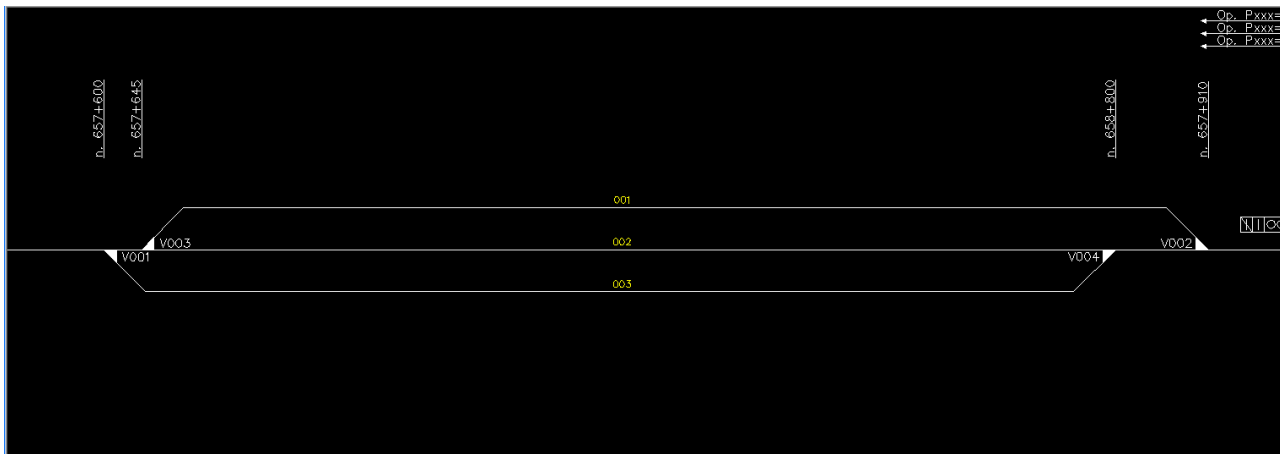 Op. Pxxx=
Op. Pxxx=
Op. Pxxx=
n. 657+600
n. 657+645
n. 658+800
n. 657+910
001
V003
002
V002
V001
V004
003